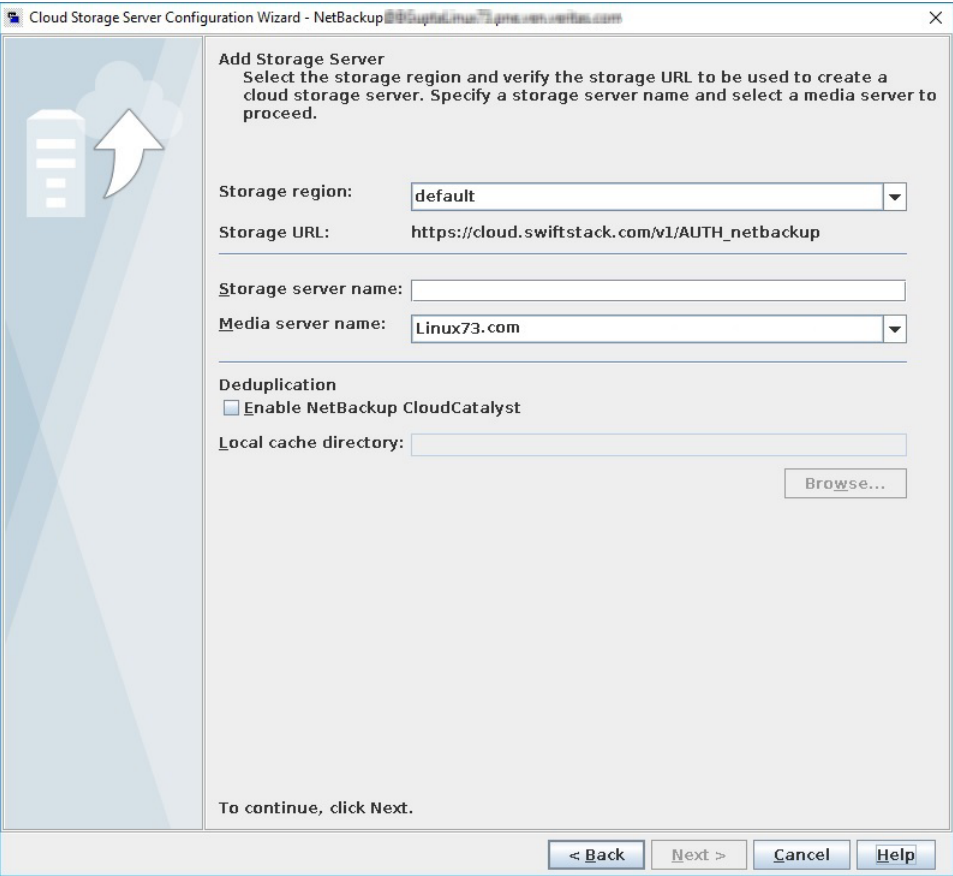 Cloud Storage Server Configuration Wizard - NetBackup
Add Storage Server
Select the storage region and verify the storage URL to be used to create a
cloud storage server. Specify a storage server name and select a media server to
proceed.
Storage region: default
Storage URL: https://cloud.swiftstack.com/v1/AUTH_netbackup
Storage server name:
Media server name: Linux73.com
Deduplication
Enable NetBackup CloudCatalyst
Local cache directory:
Browse...
To continue, click Next.
< Back Next > Cancel Help